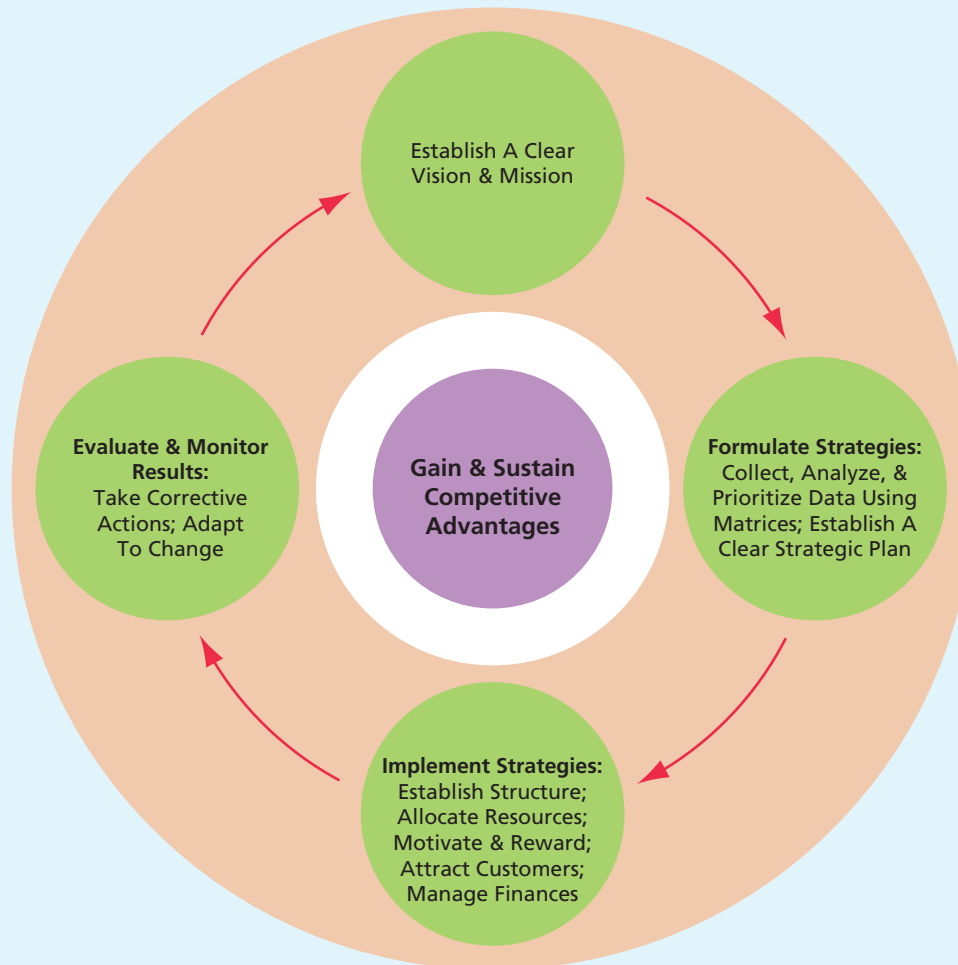 Establish A Clear
Vision & Mission
Formulate Strategies:
Collect, Analyze, &
Prioritize Data Using
Matrices; Establish A
Clear Strategic Plan
Implement Strategies:
Establish Structure;
Allocate Resources;
Motivate & Reward;
Attract Customers;
Manage Finances
Evaluate & Monitor
Results:
Take Corrective
Actions; Adapt
To Change
Gain & Sustain
Competitive
Advantages